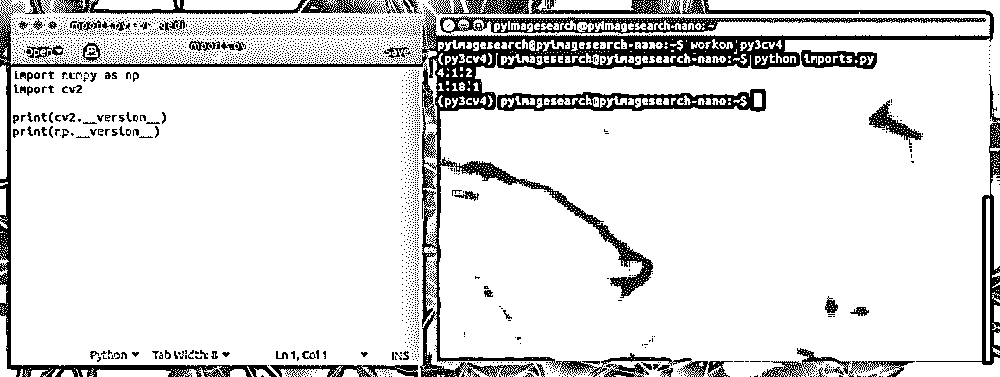 imports.py - gedit
Open
imports.py
Save
import numpy as np
import cv2
print(cv2.__version__)
print(np.__version__)
Python Tab Width: 8 Ln 1, Col 1 INS
pyimagesearch@pyimagesearch-nano: ~
pyimagesearch@pyimagesearch-nano:~$ workon py3cv4
(py3cv4) pyimagesearch@pyimagesearch-nano:~$ python imports.py
4.1.2
1.18.1
(py3cv4) pyimagesearch@pyimagesearch-nano:~$